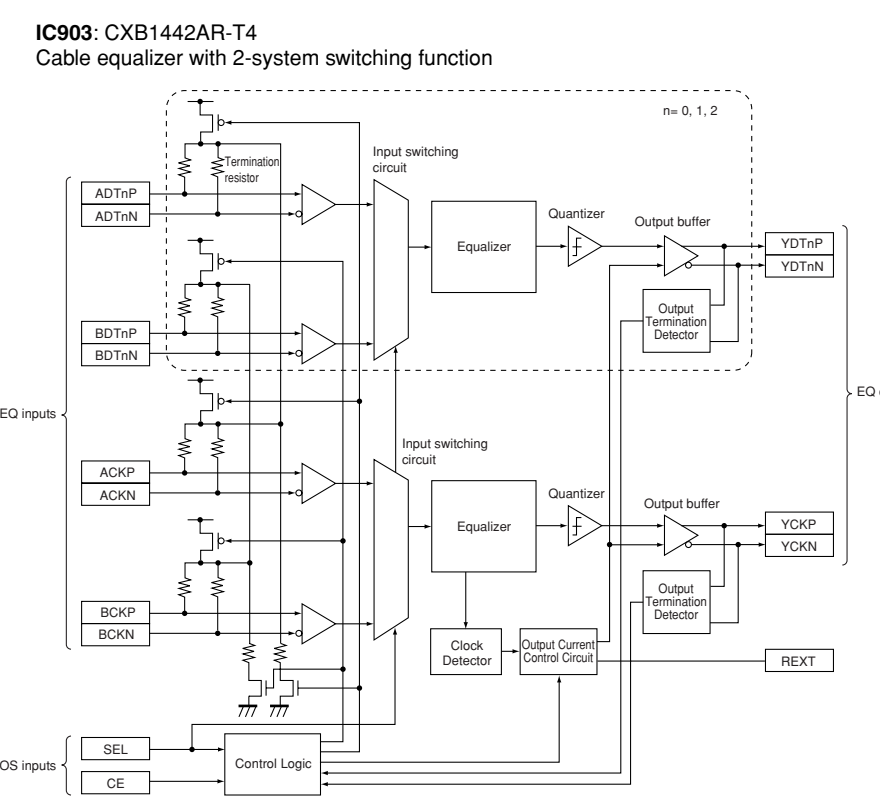 IC903: CXB1442AR-T4
Cable equalizer with 2-system switching function
n= 0, 1, 2
Input switching
circuit
Termination
resistor
ADTnP
ADTnN
Equalizer
Quantizer
Output buffer
YDTnP
YDTnN
Output
Termination
Detector
BDTnP
BDTnN
EQ inputs
EQ
Input switching
circuit
ACKP
ACKN
Equalizer
Quantizer
Output buffer
YCKP
YCKN
Output
Termination
Detector
BCKP
BCKN
Clock
Detector
Output Current
Control Circuit
REXT
OS inputs
SEL
CE
Control Logic